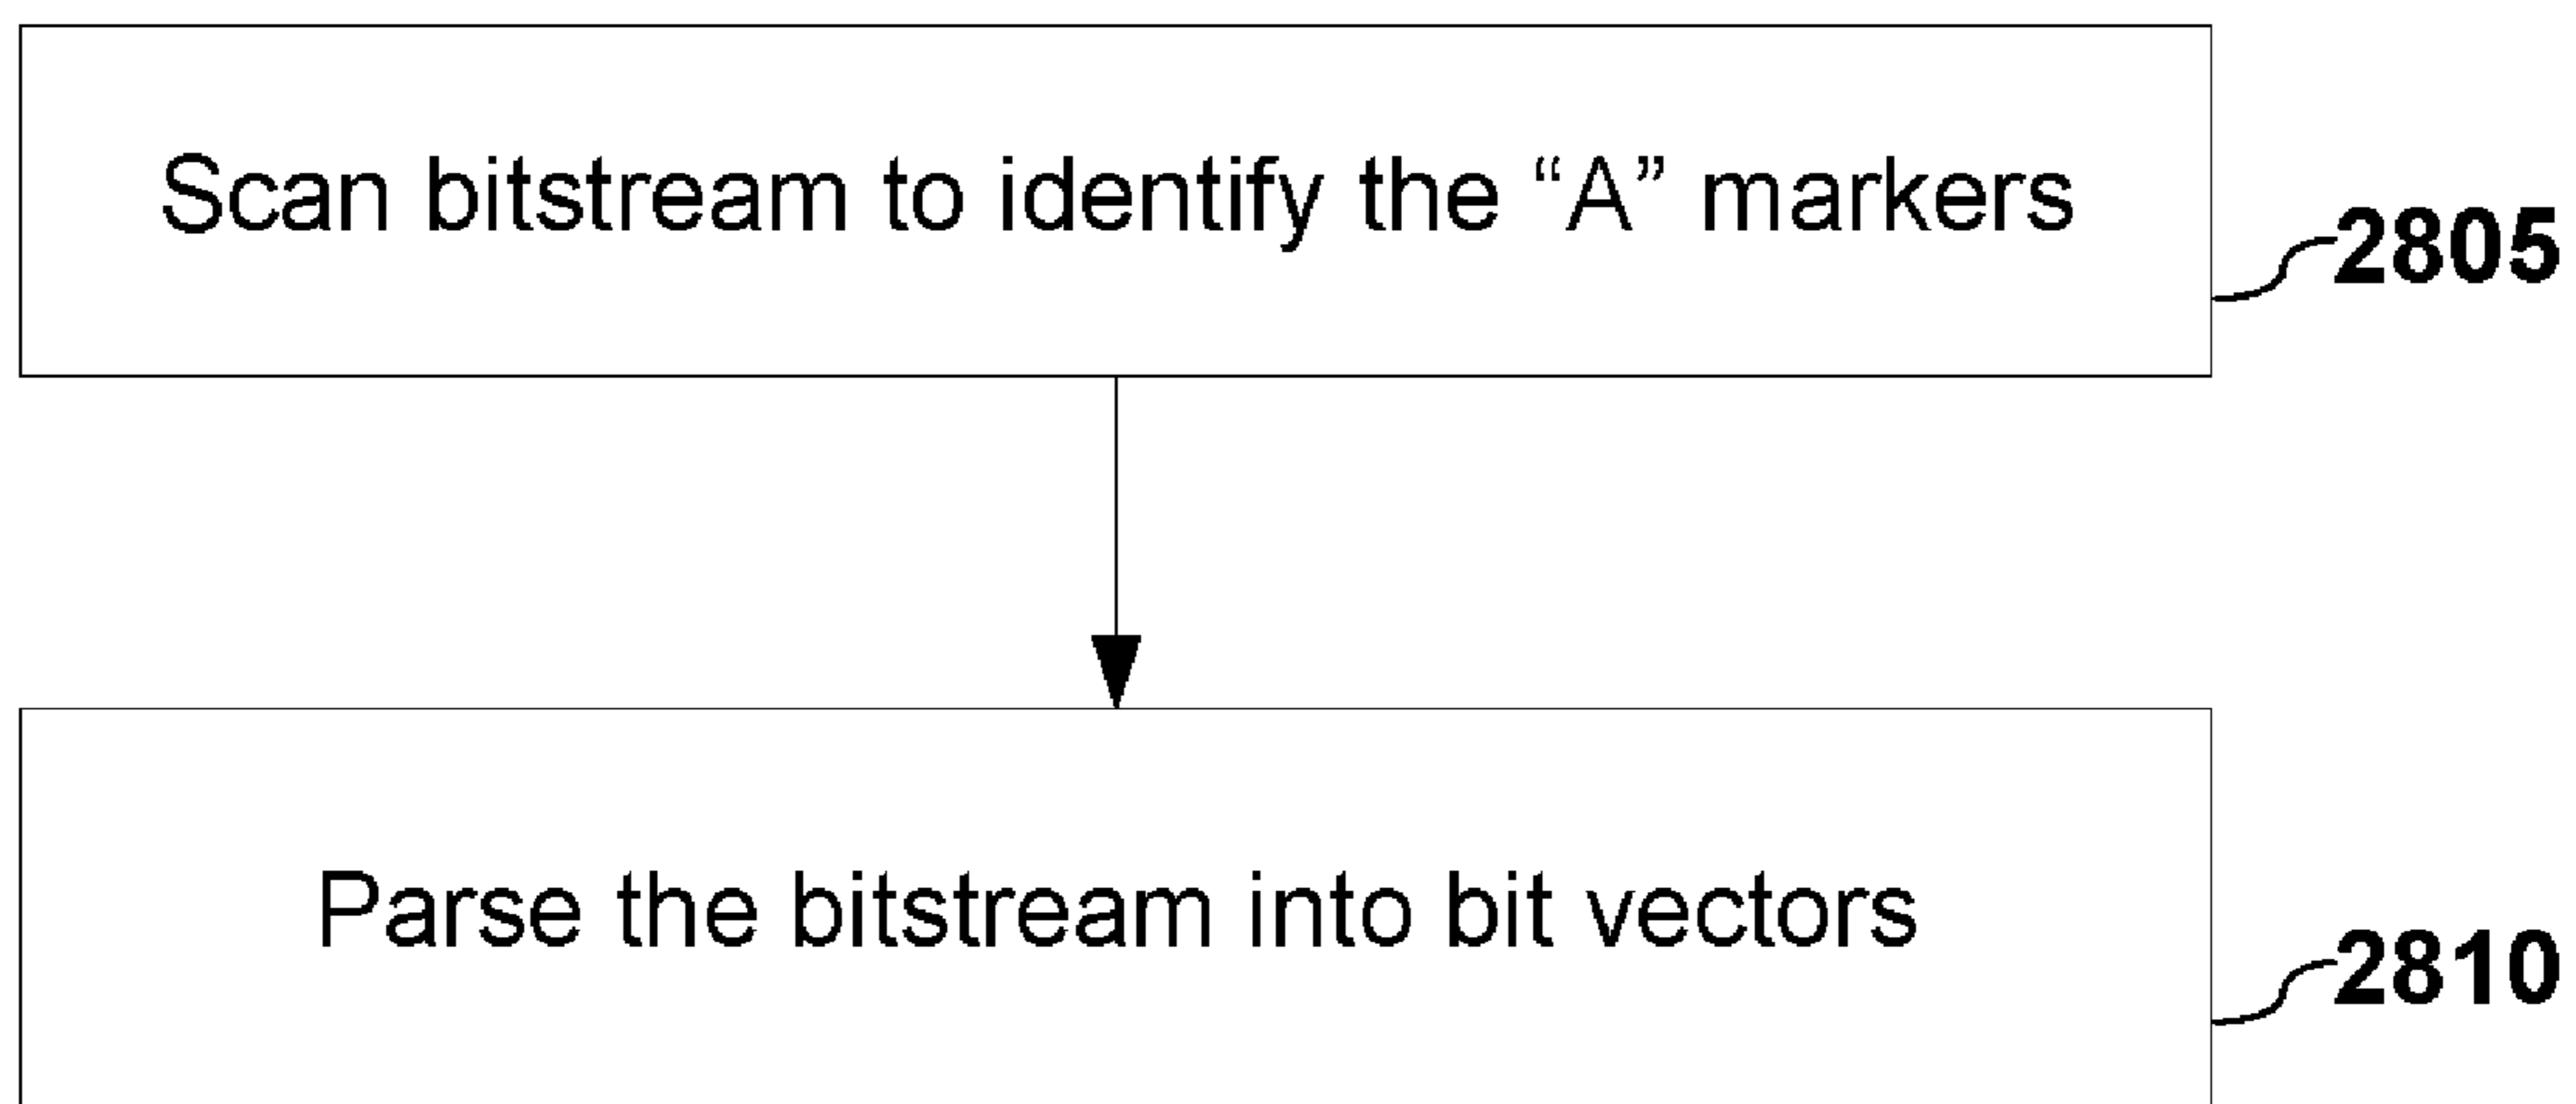 Scan bitstream to identify the “A” markers
2805
Parse the bitstream into bit vectors
2810